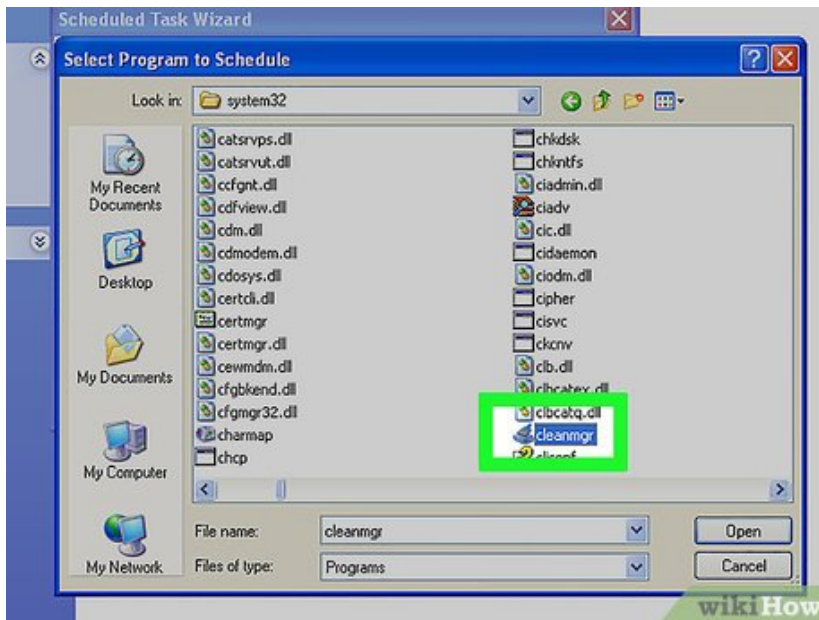 Scheduled Task Wizard
Select Program to Schedule
Look in: system32
My Recent Documents
Desktop
My Documents
My Computer
My Network
catsrvps.dll
catsrvut.dll
ccfgnt.dll
cdfview.dll
cdm.dll
cdmodem.dll
cdosys.dll
certcli.dll
certmgr
certmgr.dll
cewmdm.dll
cfgbkend.dll
cfgmgr32.dll
charmap
chcp
chkdsk
chkntfs
ciadmin.dll
ciadv
cic.dll
cidaemon
ciodm.dll
cipher
cisvc
ckcnv
clb.dll
clbcatex.dll
clbcatq.dll
cleanmgr
File name: cleanmgr Open
Files of type: Programs Cancel
wikiHow